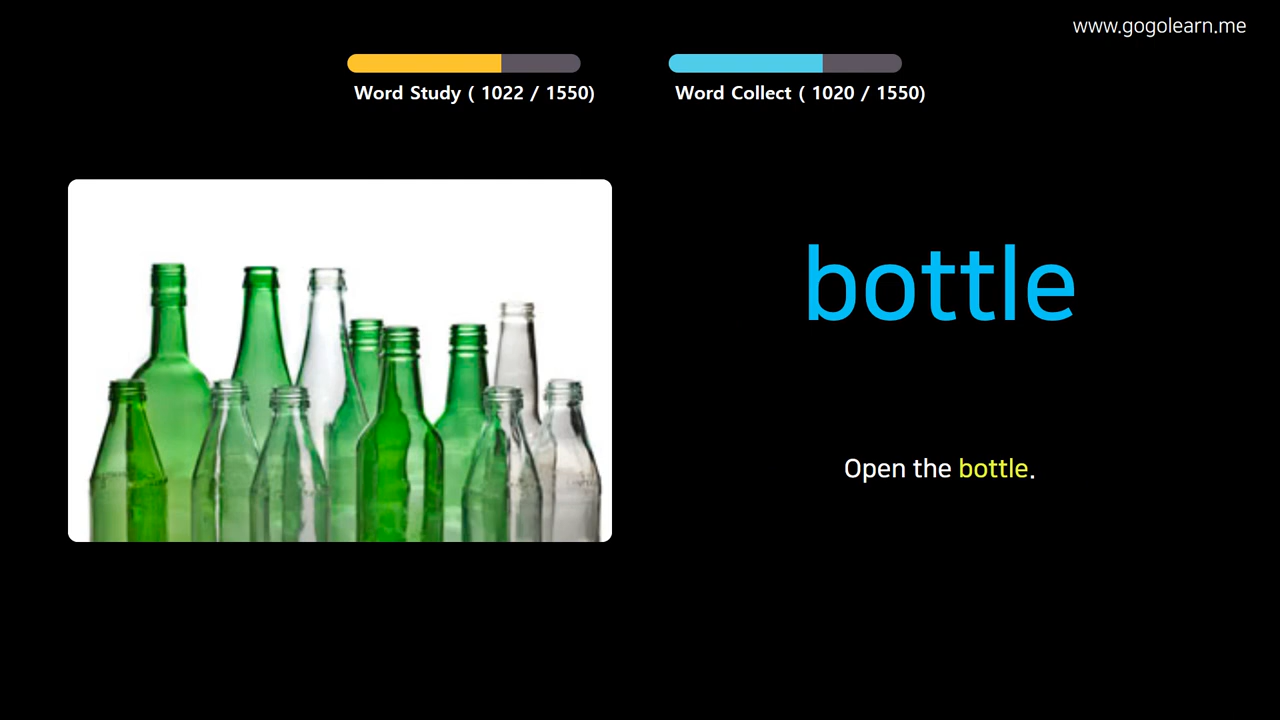 www.gogolearn.me
Word Study ( 1022 / 1550)
Word Collect ( 1020 / 1550)
bottle
Open the bottle.